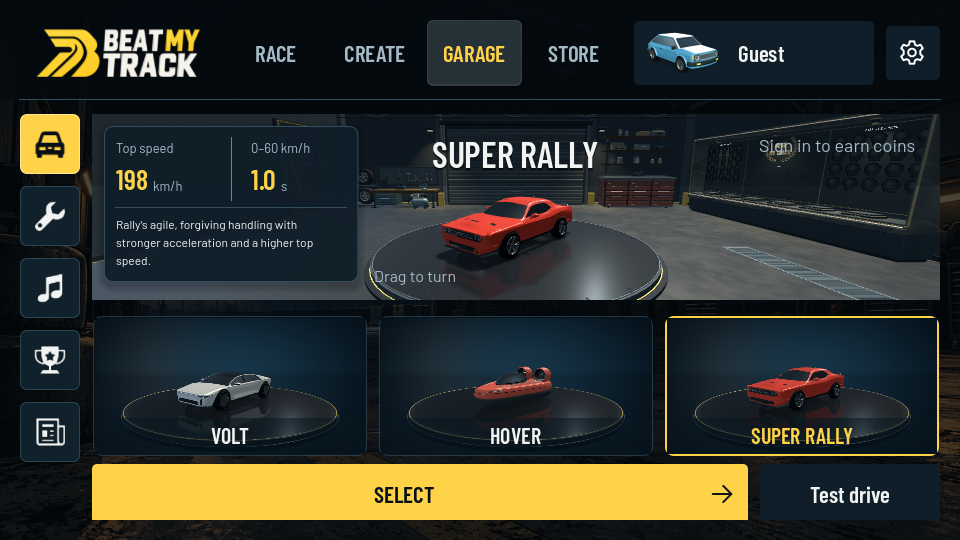 BEATMY
TRACK
RACE
CREATE
GARAGE
STORE
Guest
Top speed
198 km/h
0–60 km/h
1.0 s
Rally's agile, forgiving handling with
stronger acceleration and a higher top
speed.
SUPER RALLY
Sign in to earn coins
Drag to turn
VOLT
HOVER
SUPER RALLY
SELECT
Test drive